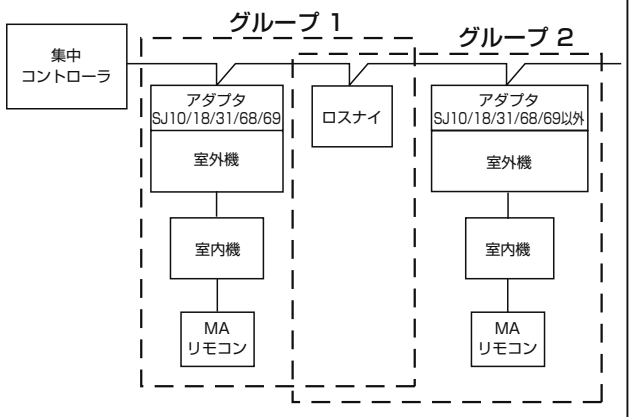 グループ 1
グループ 2
集中
コントローラ
アダプタ
SJ10/18/31/68/69
室外機
室内機
MA
リモコン
ロスナイ
アダプタ
SJ10/18/31/68/69以外
室外機
室内機
MA
リモコン